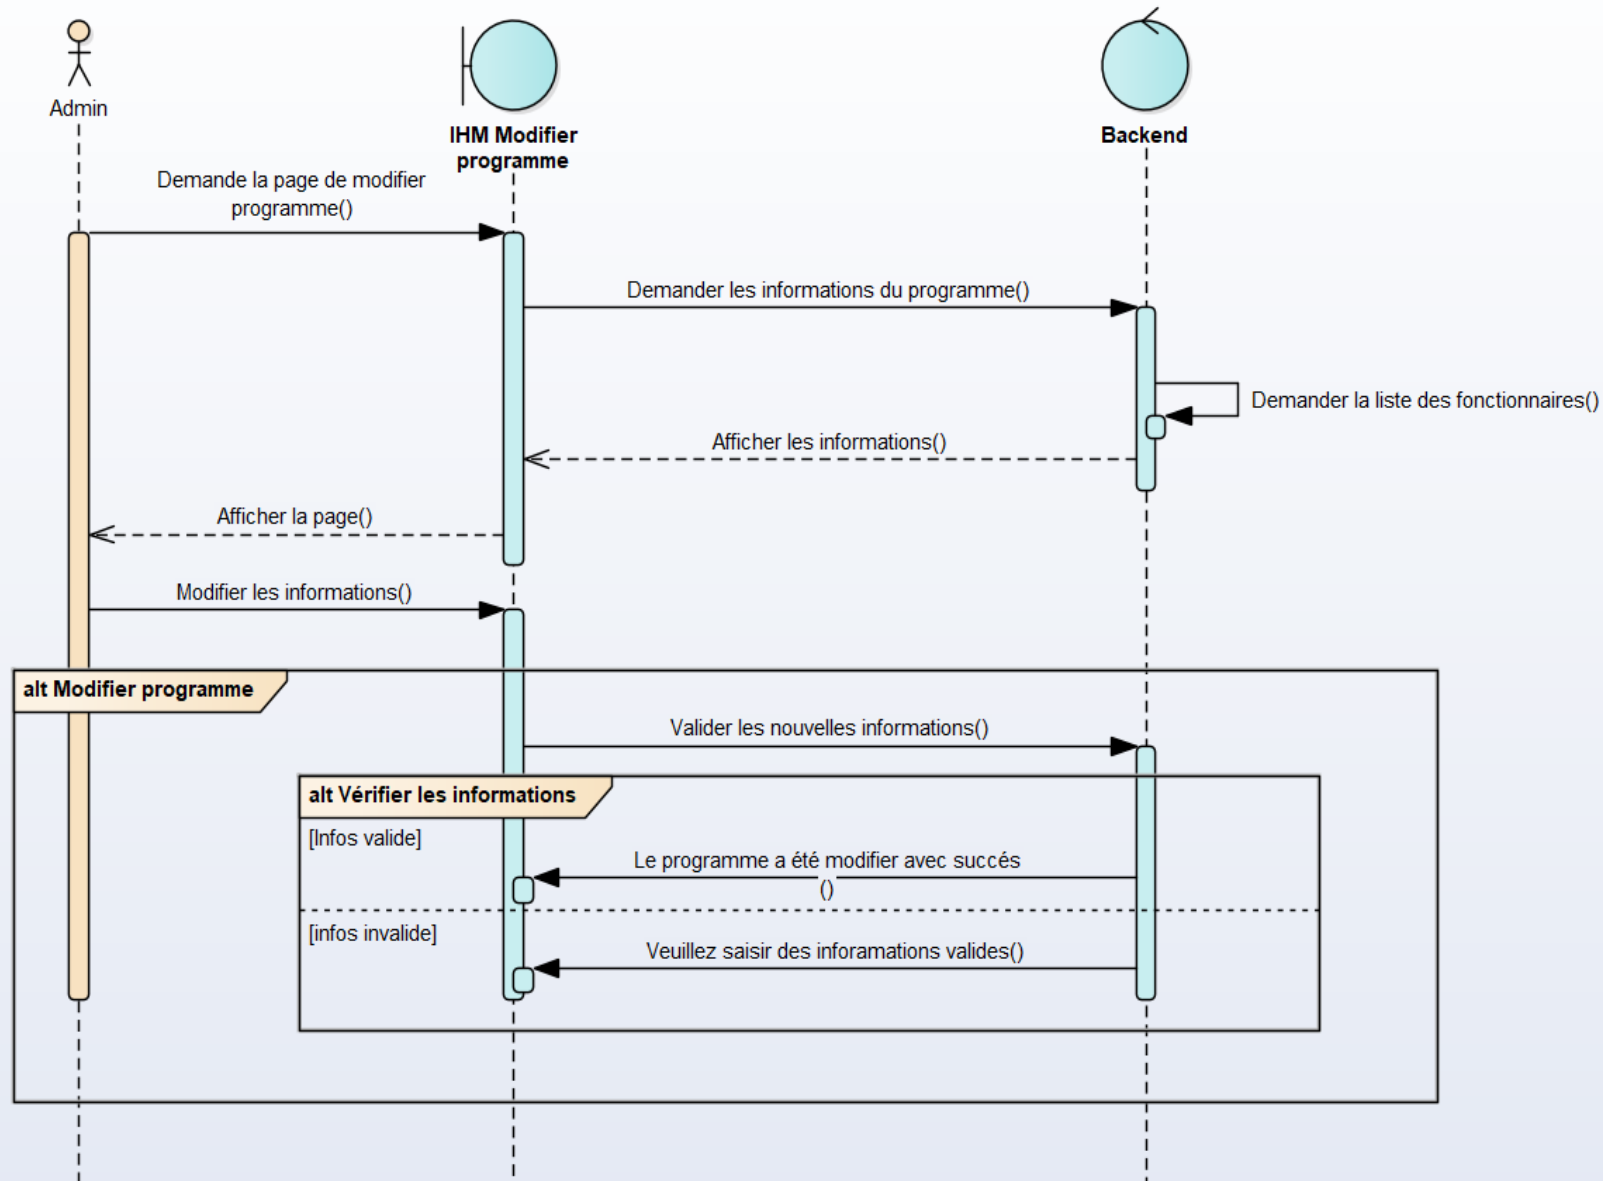 Admin
IHM Modifier
programme
Backend
Demande la page de modifier
programme()
Demander les informations du programme()
Demander la liste des fonctionnaires()
Afficher les informations()
Afficher la page()
Modifier les informations()
alt Modifier programme
Valider les nouvelles informations()
alt Vérifier les informations
[Infos valide]
Le programme a été modifier avec succés
()
[infos invalide]
Veuillez saisir des inforamations valides()